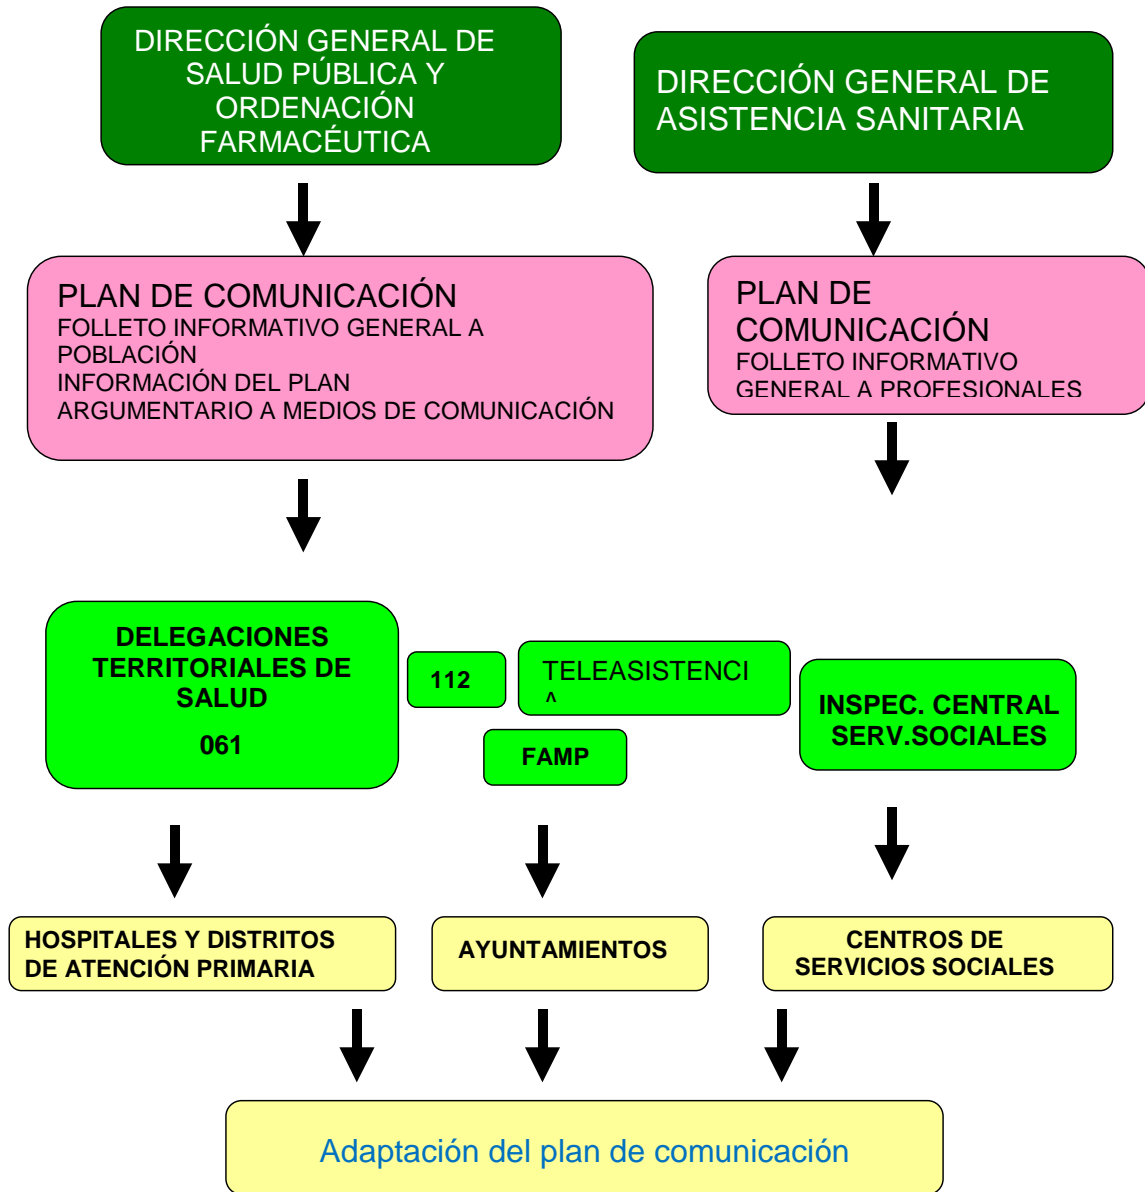 DIRECCIÓN GENERAL DE
SALUD PÚBLICA Y
ORDENACIÓN
FARMACÉUTICA
DIRECCIÓN GENERAL DE
ASISTENCIA SANITARIA
PLAN DE COMUNICACIÓN
FOLLETO INFORMATIVO GENERAL A
POBLACIÓN
INFORMACIÓN DEL PLAN
ARGUMENTARIO A MEDIOS DE COMUNICACIÓN
PLAN DE
COMUNICACIÓN
FOLLETO INFORMATIVO
GENERAL A PROFESIONALES
DELEGACIONES
TERRITORIALES DE
SALUD
061
112
TELEASISTENCI
FAMP
INSPEC. CENTRAL
SERV.SOCIALES
HOSPITALES Y DISTRITOS
DE ATENCIÓN PRIMARIA
AYUNTAMIENTOS
CENTROS DE
SERVICIOS SOCIALES
Adaptación del plan de comunicación